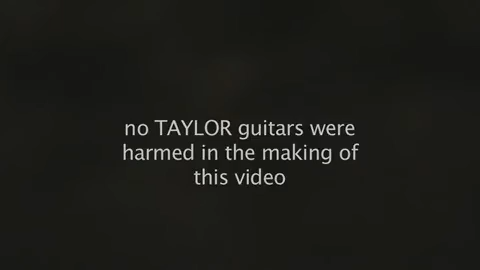 no TAYLOR guitars were
harmed in the making of
this video